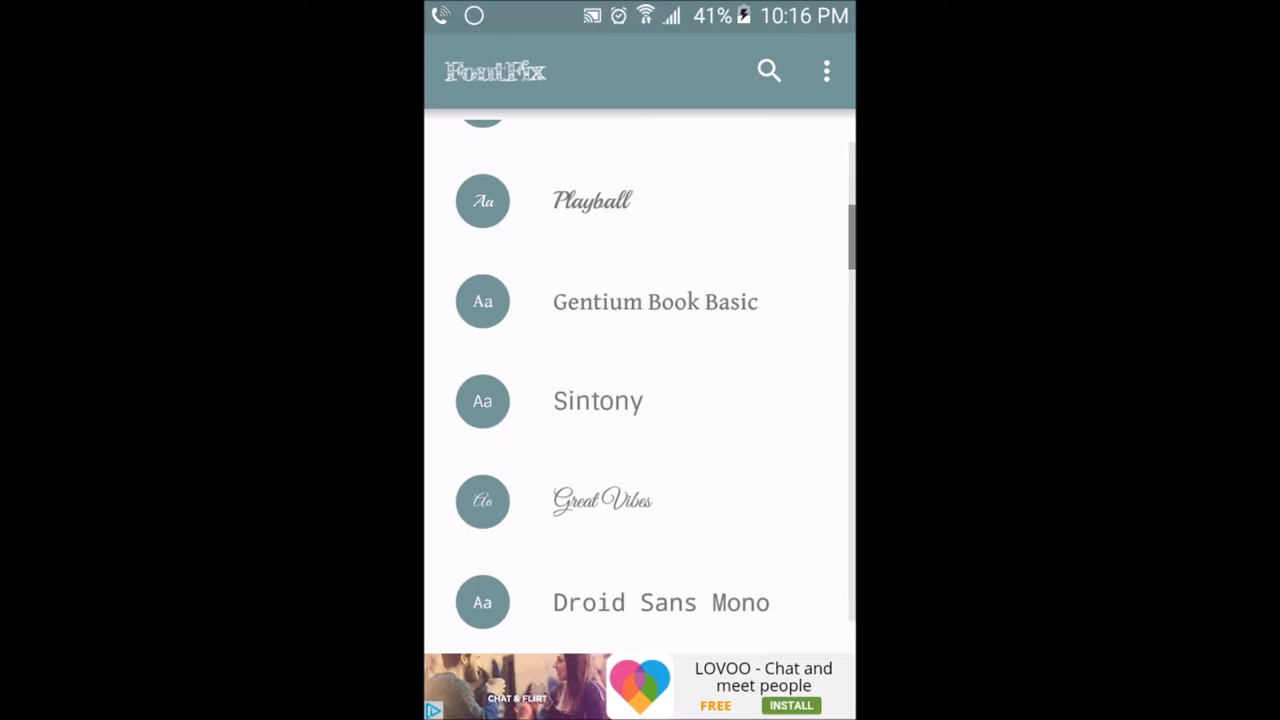 41% 10:16 PM
FontFix
Aa Playball
Aa Gentium Book Basic
Aa Sintony
Aa Great Vibes
Aa Droid Sans Mono
CHAT & FLIRT
LOVOO - Chat and
meet people
FREE INSTALL